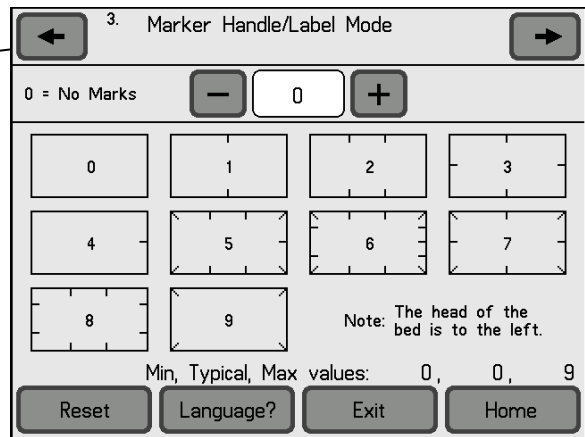 3. Marker Handle/Label Mode
0 = No Marks − 0 +
0 1 2 3
4 5 6 7
8 9
Note: The head of the
bed is to the left.
Min, Typical, Max values: 0, 0, 9
Reset Language? Exit Home